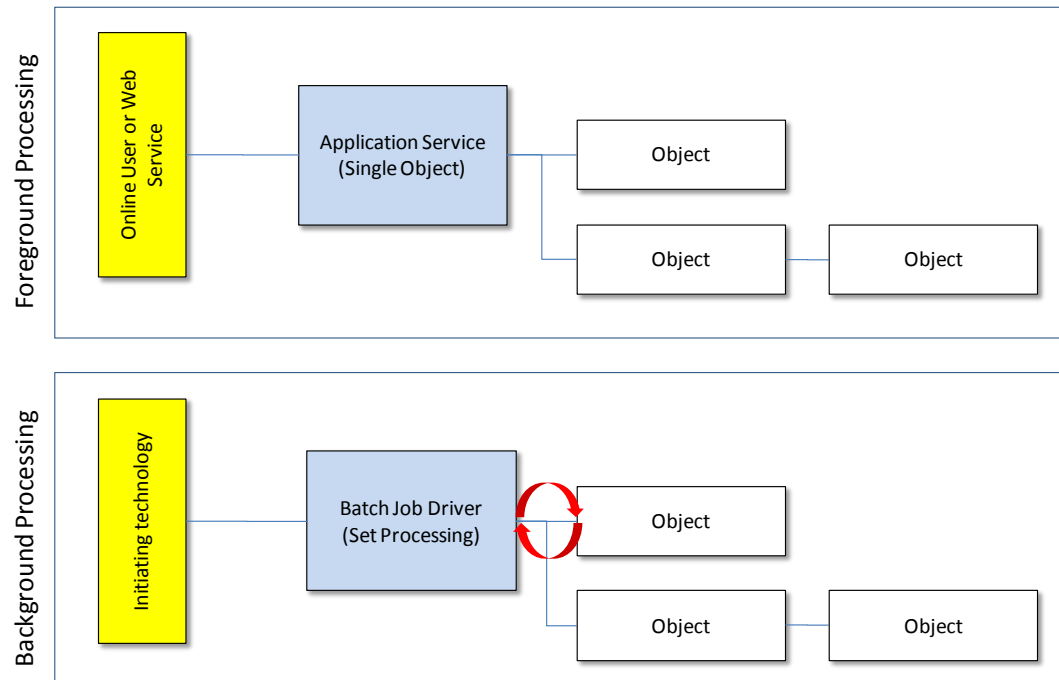 Foreground Processing
Online User or Web
Service
Application Service
(Single Object)
Object
Object
Object
Background Processing
Initiating technology
Batch Job Driver
(Set Processing)
Object
Object
Object